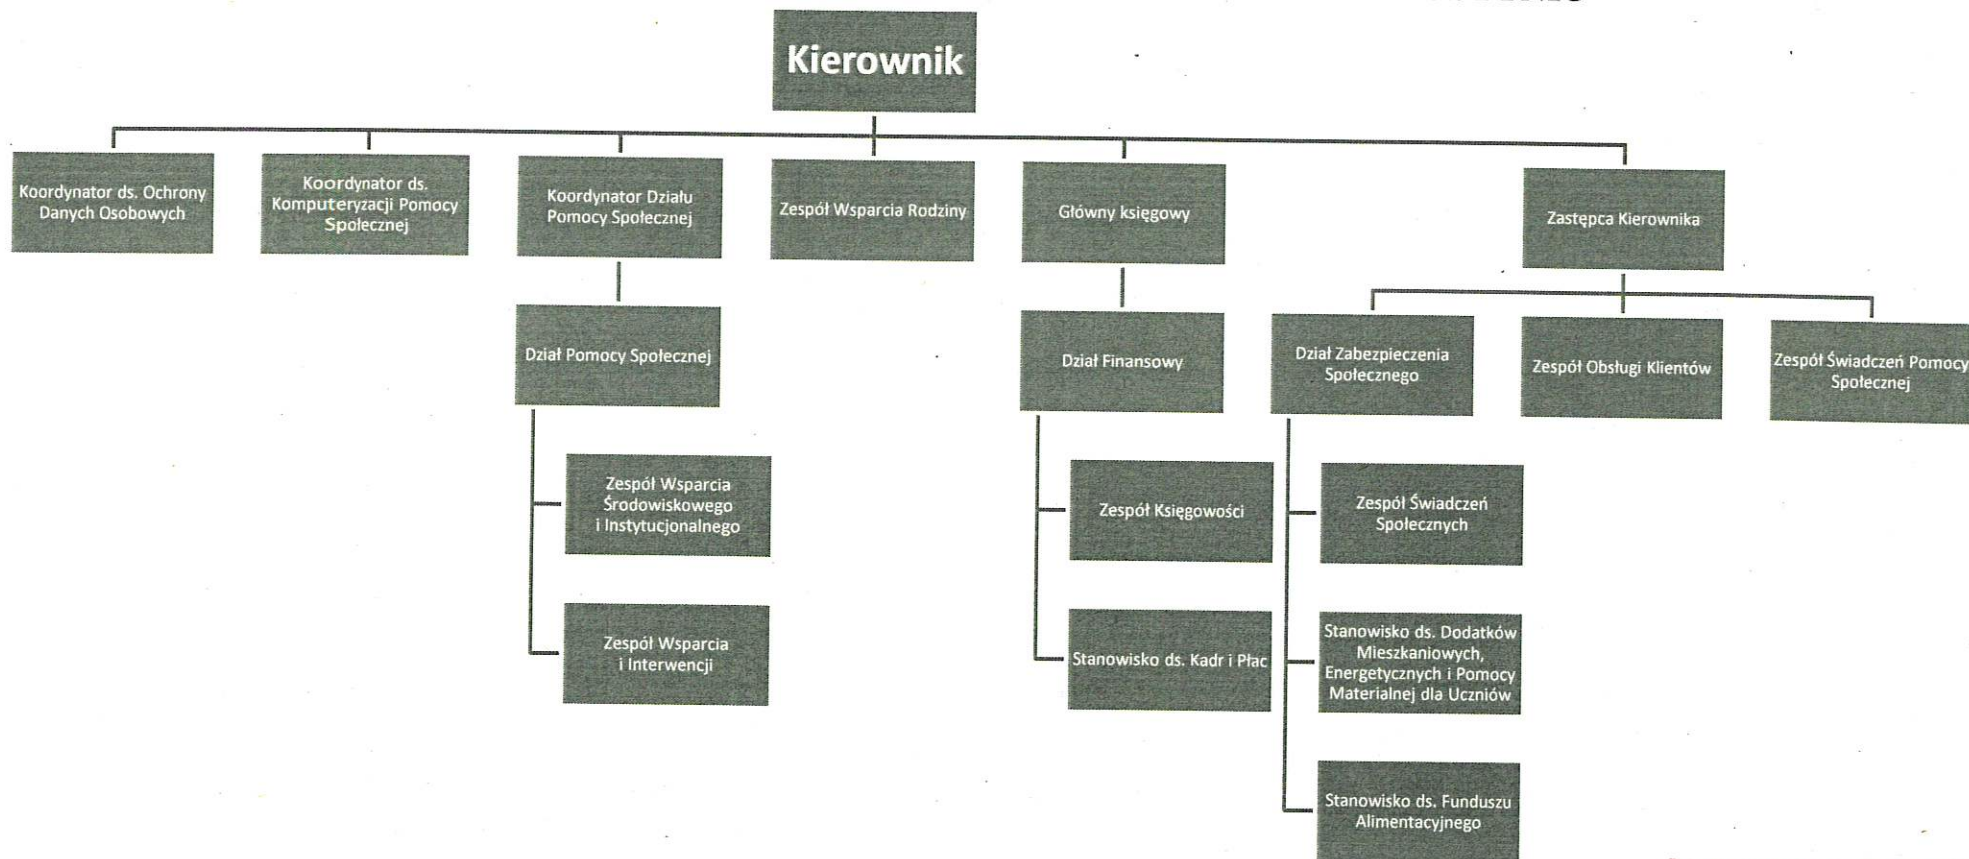 Kierownik
Koordynator ds. Ochrony
Danych Osobowych
Koordynator ds.
Komputeryzacji Pomocy
Społecznej
Koordynator Działu
Pomocy Społecznej
Zespół Wsparcia Rodziny
Główny księgowy
Zastępca Kierownika
Dział Pomocy Społecznej
Dział Finansowy
Dział Zabezpieczenia
Społecznego
Zespół Obsługi Klientów
Zespół Świadczeń Pomocy
Społecznej
Zespół Wsparcia
Środowiskowego
i Instytucjonalnego
Zespół Księgowości
Zespół Świadczeń
Społecznych
Zespół Wsparcia
i Interwencji
Stanowisko ds. Kadr i Płac
Stanowisko ds. Dodatków
Mieszkaniowych,
Energetycznych i Pomocy
Materialnej dla Uczniów
Stanowisko ds. Funduszu
Alimentacyjnego